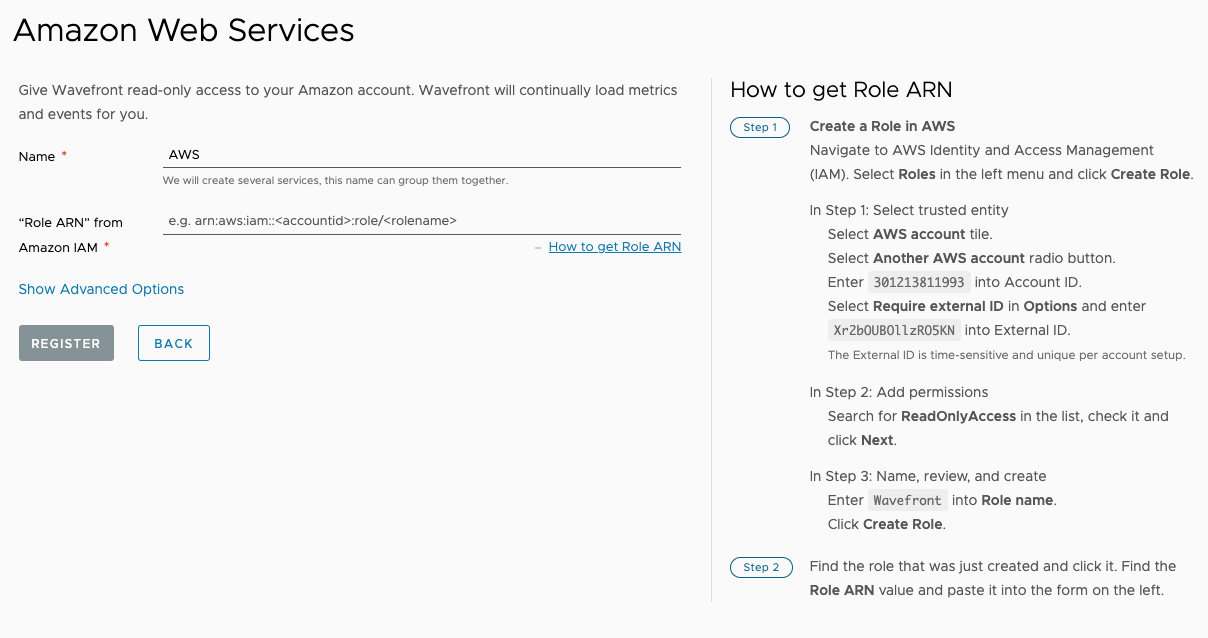 Amazon Web Services
Give Wavefront read-only access to your Amazon account. Wavefront will continually load metrics
and events for you.
Name *
AWS
We will create several services, this name can group them together.
“Role ARN” from
Amazon IAM *
e.g. arn:aws:iam::<accountid>:role/<rolename>
– How to get Role ARN
Show Advanced Options
REGISTER
BACK
How to get Role ARN
Step 1
Create a Role in AWS
Navigate to AWS Identity and Access Management
(IAM). Select Roles in the left menu and click Create Role.
In Step 1: Select trusted entity
Select AWS account tile.
Select Another AWS account radio button.
Enter 301213811993 into Account ID.
Select Require external ID in Options and enter
Xr2bOUBOllzRO5KN into External ID.
The External ID is time-sensitive and unique per account setup.
In Step 2: Add permissions
Search for ReadOnlyAccess in the list, check it and
click Next.
In Step 3: Name, review, and create
Enter Wavefront into Role name.
Click Create Role.
Step 2
Find the role that was just created and click it. Find the
Role ARN value and paste it into the form on the left.